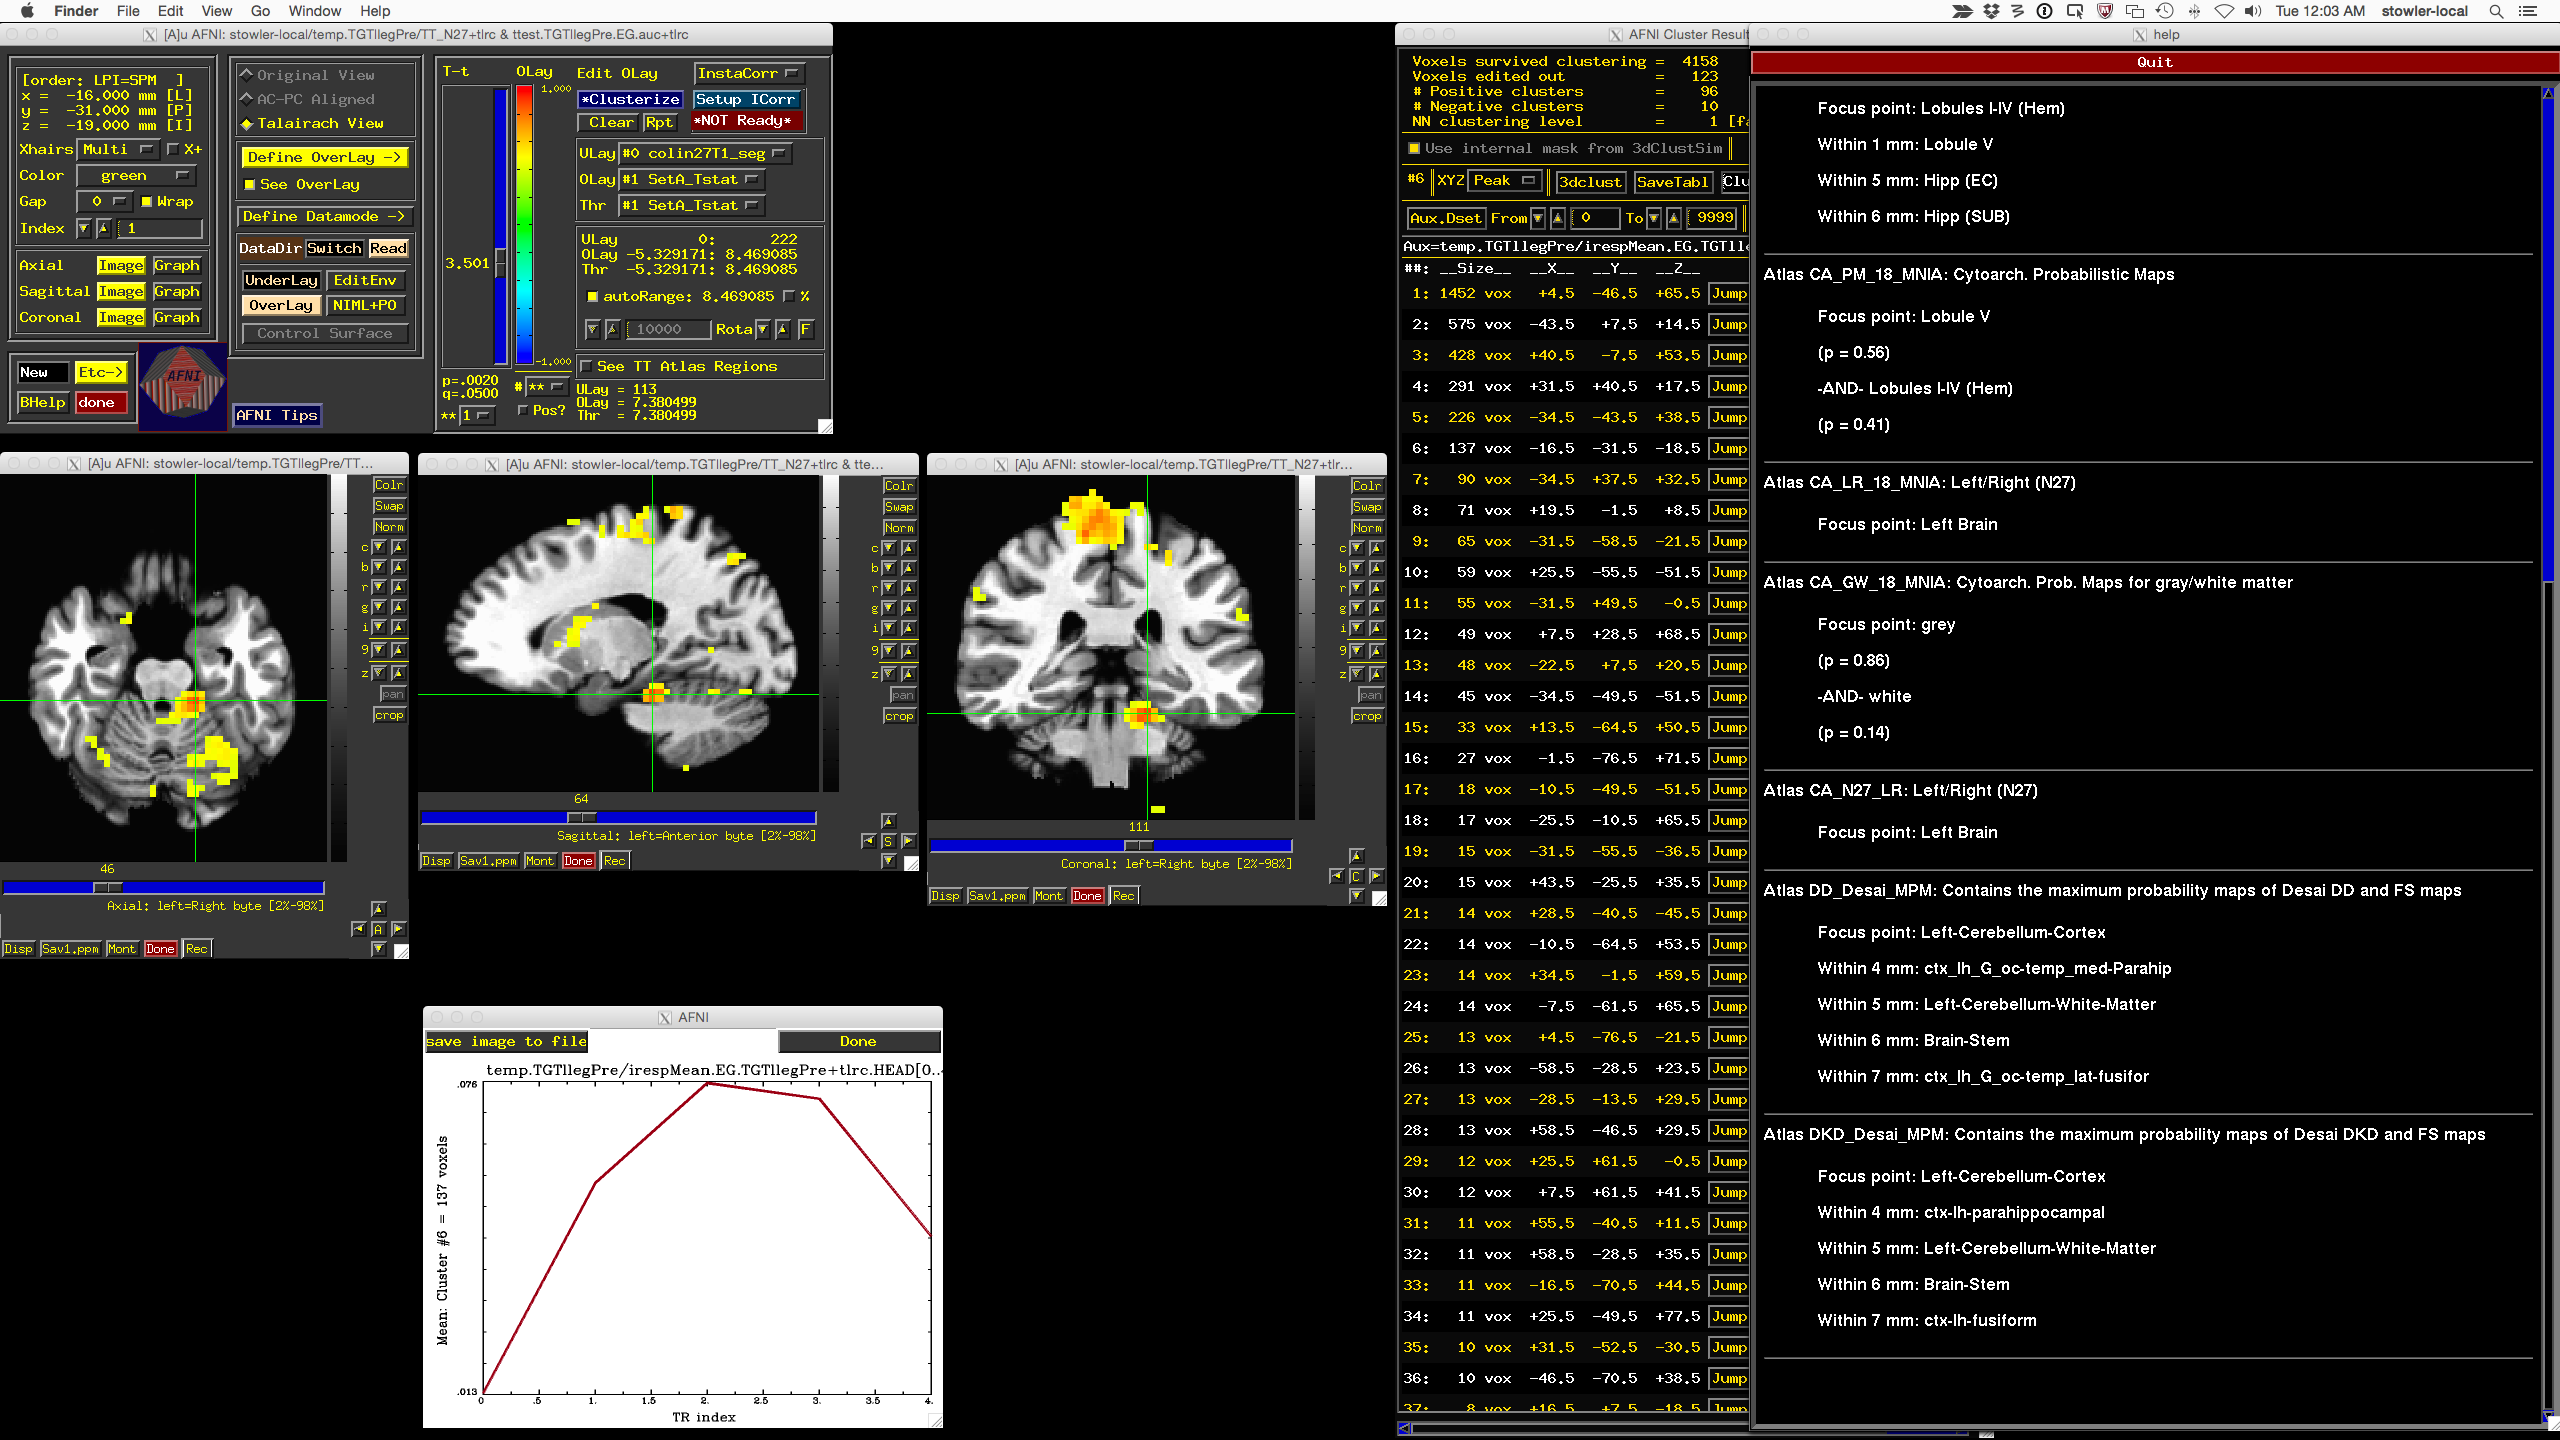 Finder File Edit View Go Window Help
Tue 12:03 AM stowler-local
[A]u AFNI: stowler-local/temp.TGTllegPre/TT_N27+tlrc & ttest.TGTllegPre.EG.auc+tlrc
[order: LPI=SPM ]
x = -16.000 mm [L]
y = -31.000 mm [P]
z = -19.000 mm [I]
Xhairs Multi X+
Color green
Gap 0 Wrap
Index 1
Axial Image Graph
Sagittal Image Graph
Coronal Image Graph
New Etc->
BHelp done
AFNI
AFNI Tips
Original View
AC-PC Aligned
Talairach View
Define OverLay ->
See OverLay
Define Datamode ->
DataDir Switch Read
UnderLay EditEnv
OverLay NIML+PO
Control Surface
T-t OLay Edit OLay InstaCorr
1.000
*Clusterize Setup ICorr
Clear Rpt *NOT Ready*
ULay #0 colin27T1_seg
OLay #1 SetA_Tstat
Thr #1 SetA_Tstat
3.501
ULay 0: 222
OLay -5.329171: 8.469085
Thr -5.329171: 8.469085
autoRange: 8.469085 %
10000 Rota F
-1.000
See TT Atlas Regions
p=.0020
q=.0500
# **
** 1
Pos?
ULay = 113
OLay = 7.380499
Thr = 7.380499
[A]u AFNI: stowler-local/temp.TGTllegPre/TT...
Colr
Swap
Norm
c
b
r
g
i
9
z
pan
crop
46
Axial: left=Right byte [2%-98%]
A
Disp Sav1.ppm Mont Done Rec
[A]u AFNI: stowler-local/temp.TGTllegPre/TT_N27+tlrc & tte...
Colr
Swap
Norm
c
b
r
g
i
9
z
pan
crop
64
Sagittal: left=Anterior byte [2%-98%]
S
Disp Sav1.ppm Mont Done Rec
[A]u AFNI: stowler-local/temp.TGTllegPre/TT_N27+tlr...
Colr
Swap
Norm
c
b
r
g
i
9
z
pan
crop
111
Coronal: left=Right byte [2%-98%]
C
Disp Sav1.ppm Mont Done Rec
AFNI
save image to file Done
temp.TGTllegPre/irespMean.EG.TGTllegPre+tlrc.HEAD[0..4
.076
Mean: Cluster #6 = 137 voxels
.013
0 .5 1. 1.5 2. 2.5 3. 3.5 4.
TR index
AFNI Cluster Result
Voxels survived clustering = 4158
Voxels edited out = 123
# Positive clusters = 96
# Negative clusters = 10
NN clustering level = 1 [fa
Use internal mask from 3dClustSim
#6 XYZ Peak 3dclust SaveTabl Clu
Aux.Dset From 0 To 9999
Aux=temp.TGTllegPre/irespMean.EG.TGTlle
##: __Size__ __X__ __Y__ __Z__
1: 1452 vox +4.5 -46.5 +65.5 Jump
2: 575 vox -43.5 +7.5 +14.5 Jump
3: 428 vox +40.5 -7.5 +53.5 Jump
4: 291 vox +31.5 +40.5 +17.5 Jump
5: 226 vox -34.5 -43.5 +38.5 Jump
6: 137 vox -16.5 -31.5 -18.5 Jump
7: 90 vox -34.5 +37.5 +32.5 Jump
8: 71 vox +19.5 -1.5 +8.5 Jump
9: 65 vox -31.5 -58.5 -21.5 Jump
10: 59 vox +25.5 -55.5 -51.5 Jump
11: 55 vox -31.5 +49.5 -0.5 Jump
12: 49 vox +7.5 +28.5 +68.5 Jump
13: 48 vox -22.5 +7.5 +20.5 Jump
14: 45 vox -34.5 -49.5 -51.5 Jump
15: 33 vox +13.5 -64.5 +50.5 Jump
16: 27 vox -1.5 -76.5 +71.5 Jump
17: 18 vox -10.5 -49.5 -51.5 Jump
18: 17 vox -25.5 -10.5 +65.5 Jump
19: 15 vox -31.5 -55.5 -36.5 Jump
20: 15 vox +43.5 -25.5 +35.5 Jump
21: 14 vox +28.5 -40.5 -45.5 Jump
22: 14 vox -10.5 -64.5 +53.5 Jump
23: 14 vox +34.5 -1.5 +59.5 Jump
24: 14 vox -7.5 -61.5 +65.5 Jump
25: 13 vox +4.5 -76.5 -21.5 Jump
26: 13 vox -58.5 -28.5 +23.5 Jump
27: 13 vox -28.5 -13.5 +29.5 Jump
28: 13 vox +58.5 -46.5 +29.5 Jump
29: 12 vox +25.5 +61.5 -0.5 Jump
30: 12 vox +7.5 +61.5 +41.5 Jump
31: 11 vox +55.5 -40.5 +11.5 Jump
32: 11 vox +58.5 -28.5 +35.5 Jump
33: 11 vox -16.5 -70.5 +44.5 Jump
34: 11 vox +25.5 -49.5 +77.5 Jump
35: 10 vox +31.5 -52.5 -30.5 Jump
36: 10 vox -46.5 -70.5 +38.5 Jump
37: 8 vox +16.5 +7.5 -18.5 Jump
help
Quit
Focus point: Lobules I-IV (Hem)
Within 1 mm: Lobule V
Within 5 mm: Hipp (EC)
Within 6 mm: Hipp (SUB)
Atlas CA_PM_18_MNIA: Cytoarch. Probabilistic Maps
Focus point: Lobule V
(p = 0.56)
-AND- Lobules I-IV (Hem)
(p = 0.41)
Atlas CA_LR_18_MNIA: Left/Right (N27)
Focus point: Left Brain
Atlas CA_GW_18_MNIA: Cytoarch. Prob. Maps for gray/white matter
Focus point: grey
(p = 0.86)
-AND- white
(p = 0.14)
Atlas CA_N27_LR: Left/Right (N27)
Focus point: Left Brain
Atlas DD_Desai_MPM: Contains the maximum probability maps of Desai DD and FS maps
Focus point: Left-Cerebellum-Cortex
Within 4 mm: ctx_lh_G_oc-temp_med-Parahip
Within 5 mm: Left-Cerebellum-White-Matter
Within 6 mm: Brain-Stem
Within 7 mm: ctx_lh_G_oc-temp_lat-fusifor
Atlas DKD_Desai_MPM: Contains the maximum probability maps of Desai DKD and FS maps
Focus point: Left-Cerebellum-Cortex
Within 4 mm: ctx-lh-parahippocampal
Within 5 mm: Left-Cerebellum-White-Matter
Within 6 mm: Brain-Stem
Within 7 mm: ctx-lh-fusiform